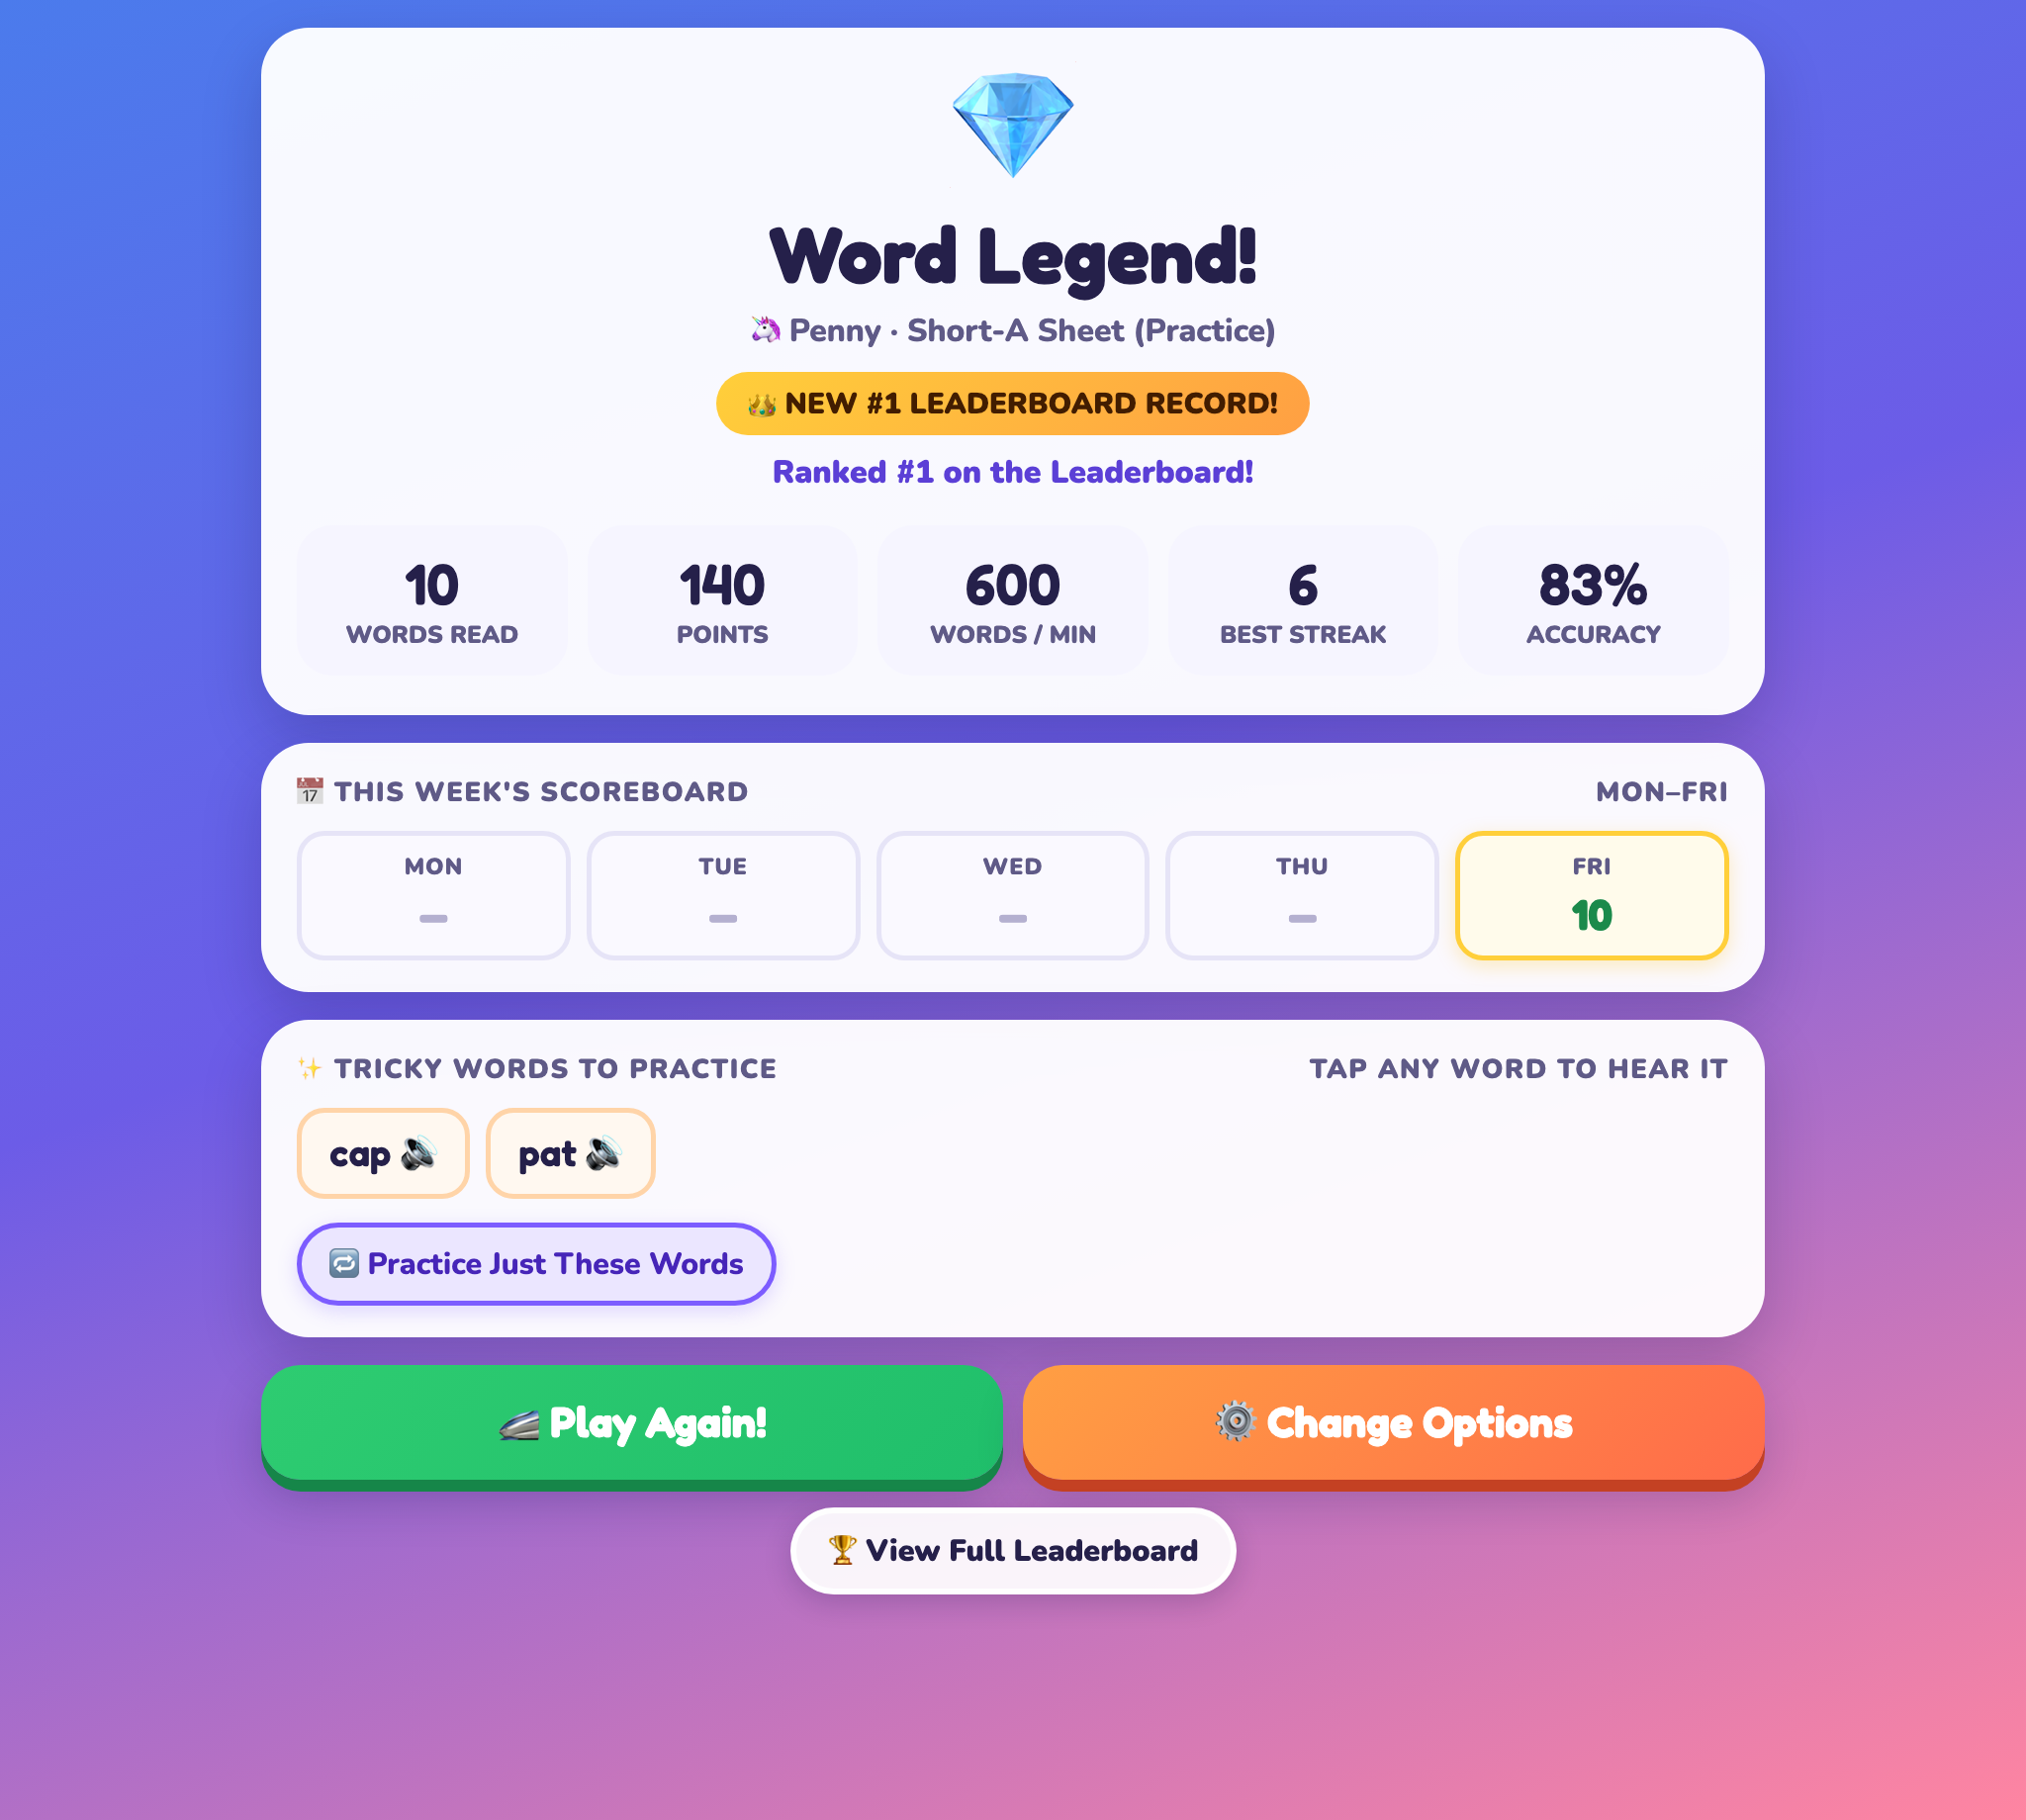 Word Legend!
🦄 Penny · Short-A Sheet (Practice)
👑 NEW #1 LEADERBOARD RECORD!
Ranked #1 on the Leaderboard!
10 140 600 6 83%
WORDS READ POINTS WORDS / MIN BEST STREAK ACCURACY
📅 THIS WEEK'S SCOREBOARD MON–FRI
MON TUE WED THU FRI
– – – – 10
✨ TRICKY WORDS TO PRACTICE TAP ANY WORD TO HEAR IT
cap 🔊 pat 🔊
🔁 Practice Just These Words
🚄 Play Again! ⚙️ Change Options
🏆 View Full Leaderboard